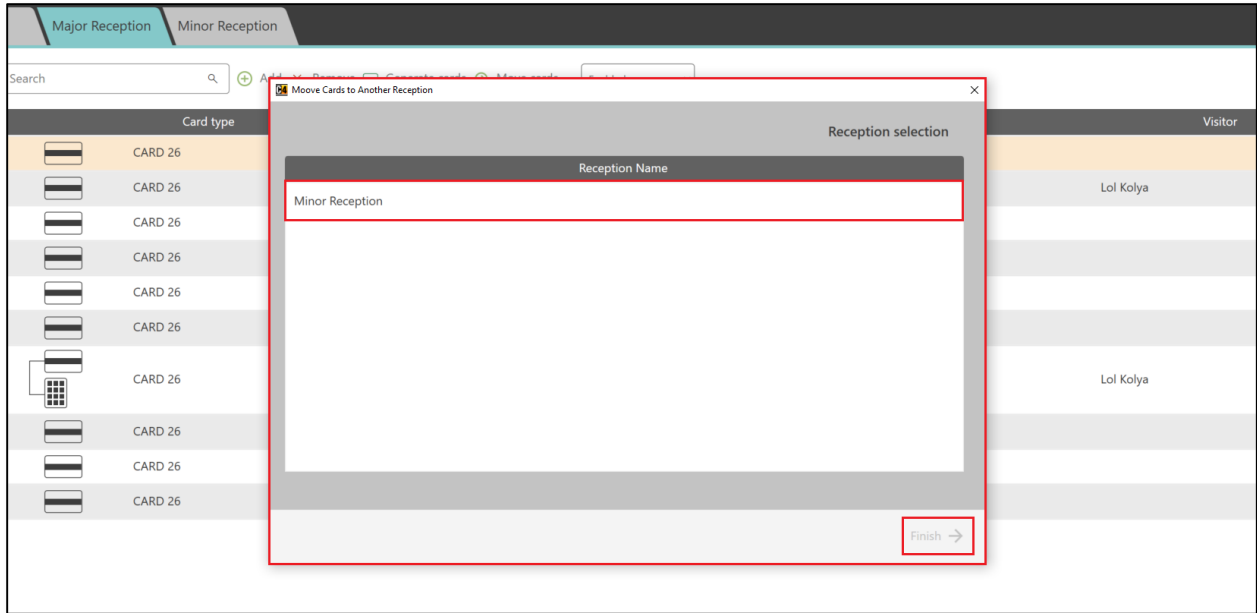 Major Reception
Minor Reception
Search
Moove Cards to Another Reception
Reception selection
Card type
Visitor
Reception Name
CARD 26
Minor Reception
CARD 26
Lol Kolya
CARD 26
CARD 26
CARD 26
CARD 26
CARD 26
Lol Kolya
CARD 26
CARD 26
CARD 26
Finish